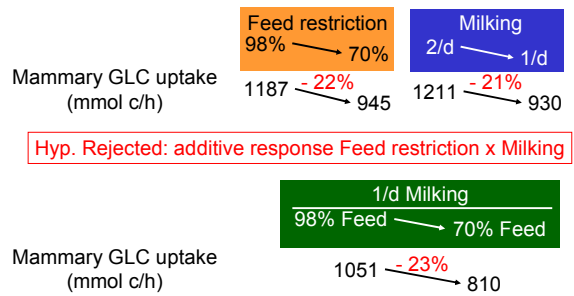 Feed restriction
98% 70%
Milking
2/d 1/d
Mammary GLC uptake
(mmol c/h)
1187 - 22% 945
1211 - 21% 930
Hyp. Rejected: additive response Feed restriction x Milking
1/d Milking
98% Feed 70% Feed
Mammary GLC uptake
(mmol c/h)
1051 - 23% 810